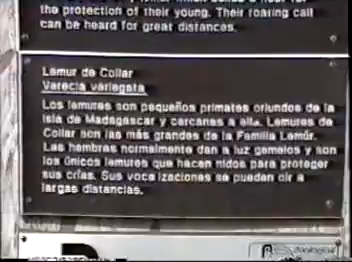 the protection of their young. Their roaring call
can be heard for great distances.
Lemur de Collar
Varecia variegata
Los lemures son pequeños primates oriundos de la
isla de Madagascar y cercanas a ella. Lemures de
Collar son las más grandes de la Familia Lemúr.
Las hembras normalmente dan a luz gemelos y son
los únicos lemures que hacen nidos para proteger
sus crías. Sus vocalizaciones se pueden oir a
largas distancias.
Zoological